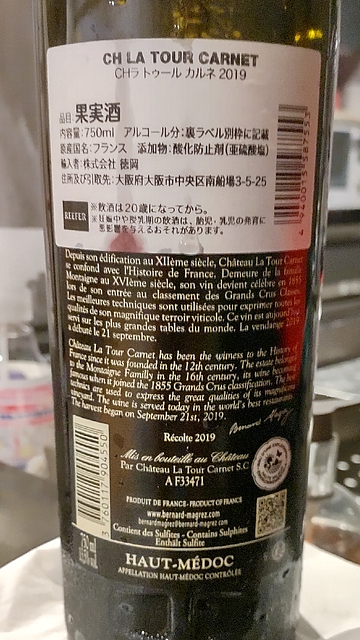 CH LA TOUR CARNET
CHラ トゥール カルネ 2019
品目:果実酒
内容量:750ml アルコール分:裏ラベル別枠に記載
原産国名:フランス 添加物:酸化防止剤(亜硫酸塩)
輸入者:株式会社 徳岡
住所及び引取先:大阪府大阪市中央区南船場3-5-25
REEFER
※飲酒は20歳になってから。
※妊娠中や授乳期の飲酒は、胎児・乳児の発育に
悪影響を与えるおそれがあります。
4940015587553
Depuis son édification au XIIème siècle, Château La Tour Carnet
se confond avec l'Histoire de France. Demeure de la famille
Montaigne au XVIème siècle, son vin devient célèbre en 1855
lors de son entrée au classement des Grands Crus Classés.
Les meilleures techniques sont utilisées pour exprimer toutes les
qualités de son magnifique terroir viticole. Ce vin est aujourd'hui
servi sur les plus grandes tables du monde. La vendange 2019
a débuté le 21 septembre.
Château La Tour Carnet has been the witness to the History of
France since it was founded in the 12th century. The estate belonged
to the Montaigne Familly in the 16th century, its wine becoming
famous when it joined the 1855 Grands Crus classification. The best
techniques are used to express the great qualities of its magnificent
vineyard. The wine is served today in the world's best restaurants.
The harvest began on September 21st, 2019.
Bernard Magrez
Récolte 2019
Mis en bouteille au Château
Par Château La Tour Carnet S.C
A F33471
3 760117 904550
PRODUIT DE FRANCE - PRODUCT OF FRANCE
www.bernard-magrez.com
bernardmagrez@bernard-magrez.com
Contient des Sulfites - Contains Sulphites
Enthält Sulfite
HAUT-MÉDOC
APPELLATION HAUT-MÉDOC CONTRÔLÉE